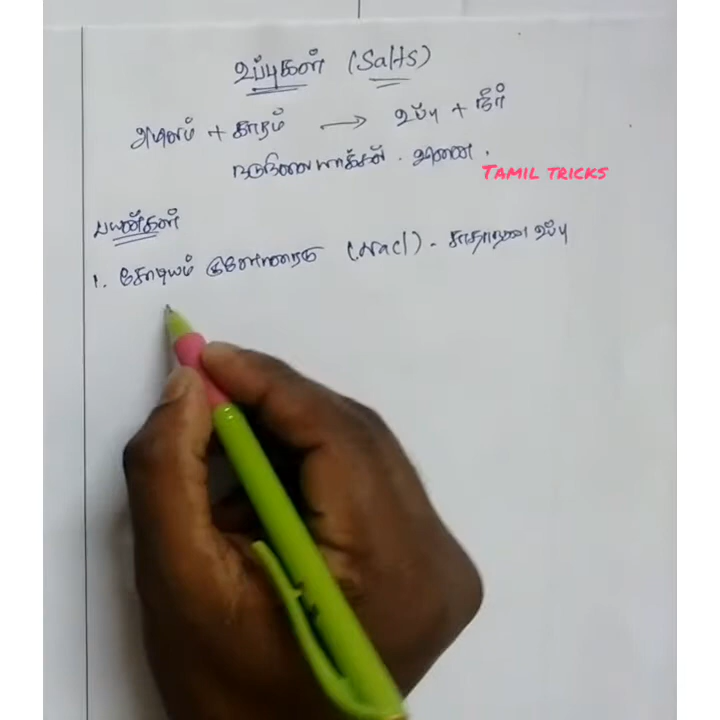 உப்புகள் (Salts)
அமிலம் + காரம் → உப்பு + நீர்
நடுநிலையாக்கல் வினை.
TAMIL TRICKS
பயன்கள்
1. சோடியம் குளோரைடு (Nacl) - சாதாரண உப்பு